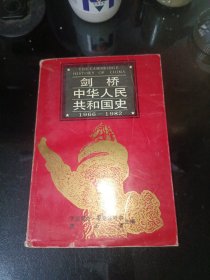 THE CAMBRIDGE
HISTORY OF CHINA
剑桥
中华人民
共和国史
1966—1982